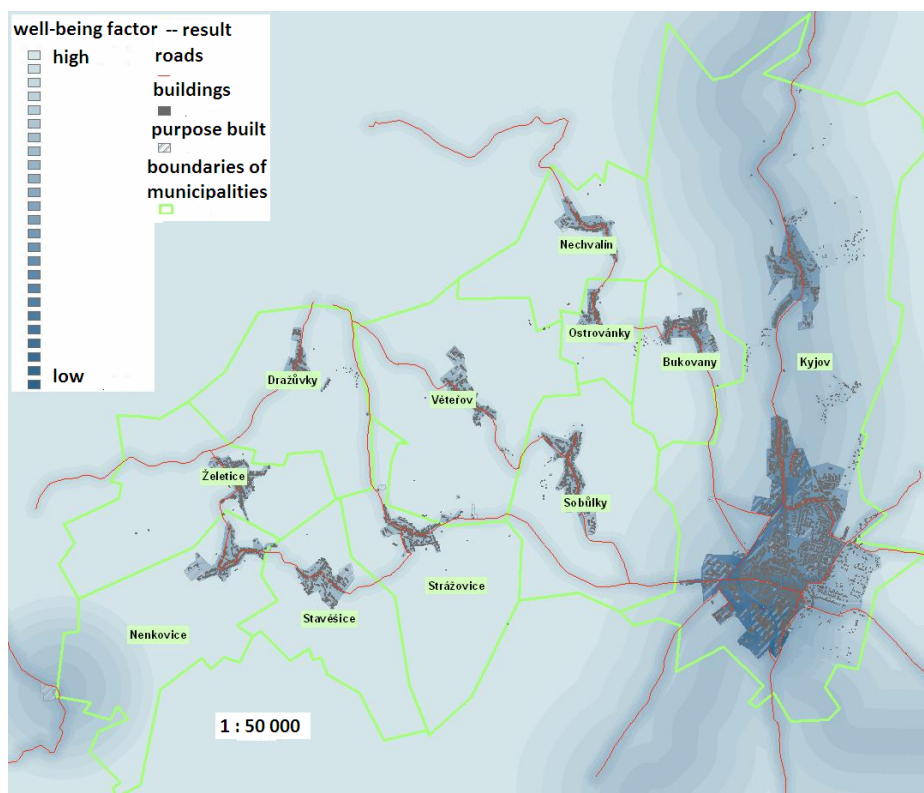 well-being factor -- result
high
low
roads
buildings
purpose built
boundaries of
municipalities
Nechvalín
Ostrovánky
Bukovany
Kyjov
Dražůvky
Věteřov
Želetice
Sobůlky
Strážovice
Stavěšice
Nenkovice
1 : 50 000